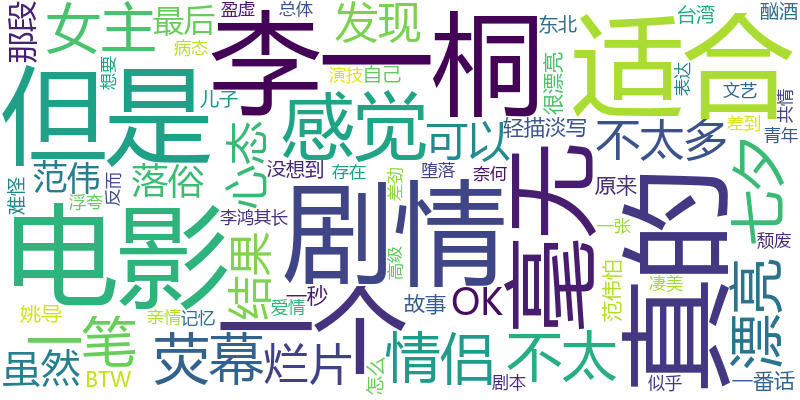 那段
女主
最后
盈虚
总体
李一桐
发现
东北
台湾
酗酒
适合
病态
想要
演技
自己
很漂亮
表达
文艺
共情
但是
儿子
感觉
可以
轻描淡写
不太多
差到
青年
难怪
范伟
反而
落俗
心态
没想到
存在
堕落
差劲
奈何
毫无
原来
七夕
电影
浮夸
李鸿其长
剧情
高级
一张
颓废
真的
结果
一个
一秒
爱情
故事
OK
范伟怕
凄美
漂亮
姚导
一笔
亲情
记忆
虽然
BTW
荧幕
烂片
怎么
情侣
剧本
不太
似乎
一番话